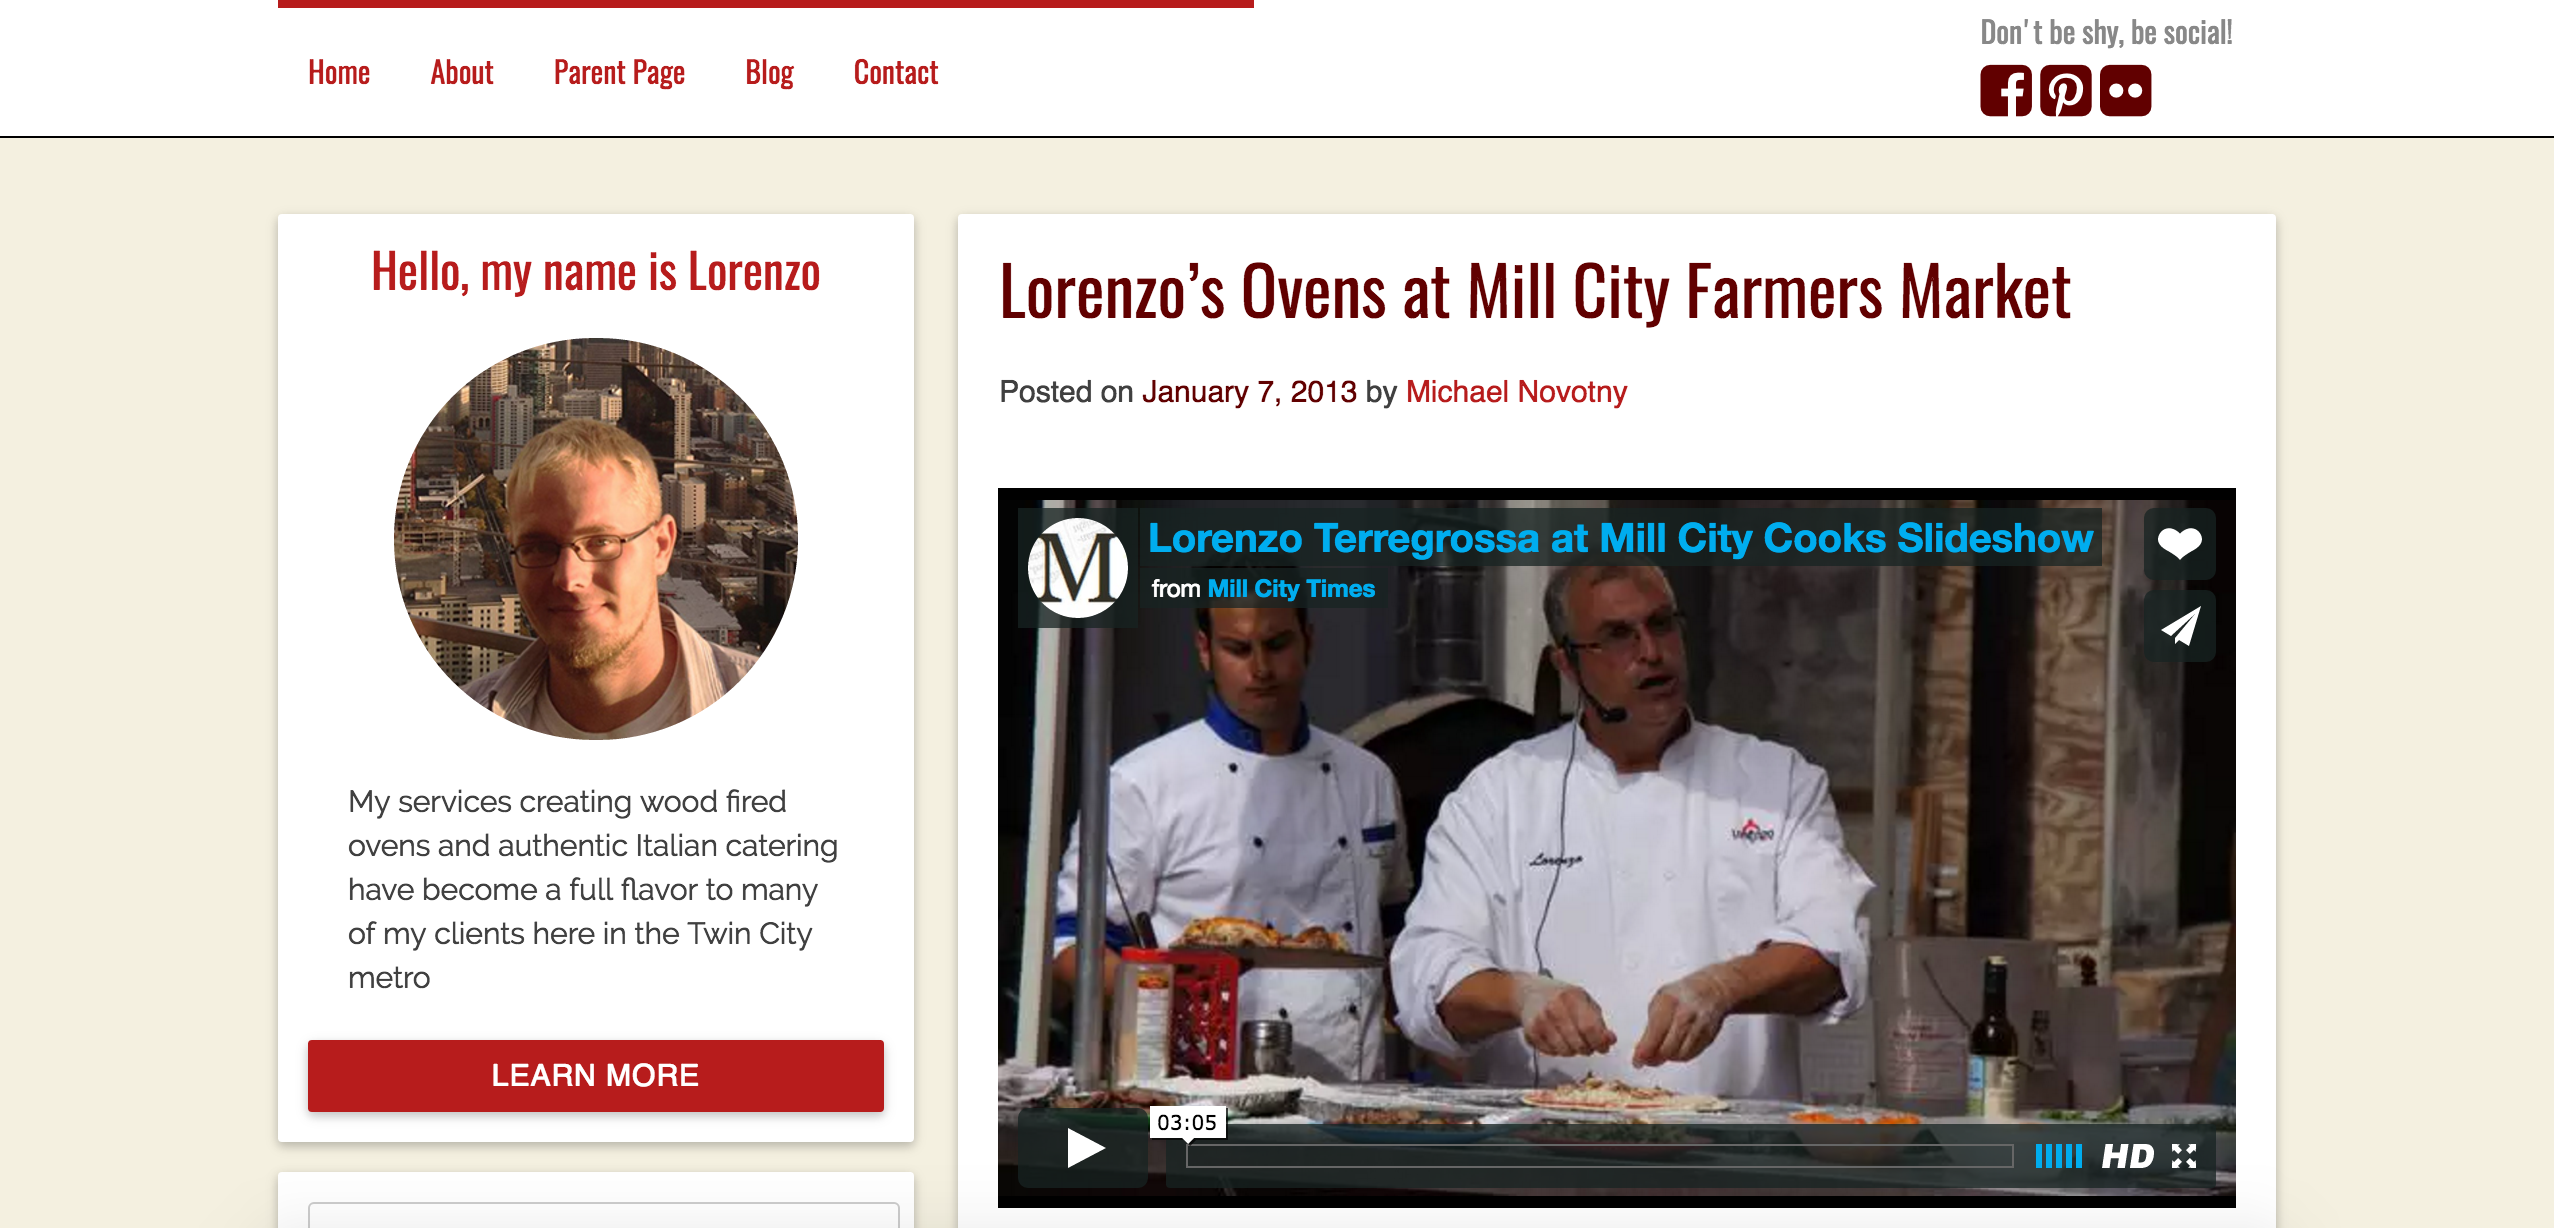 Don't be shy, be social!
Home About Parent Page Blog Contact
Hello, my name is Lorenzo
My services creating wood fired
ovens and authentic Italian catering
have become a full flavor to many
of my clients here in the Twin City
metro
LEARN MORE
Lorenzo’s Ovens at Mill City Farmers Market
Posted on January 7, 2013 by Michael Novotny
M
Lorenzo Terregrossa at Mill City Cooks Slideshow
from Mill City Times
Lorenzo
03:05
HD